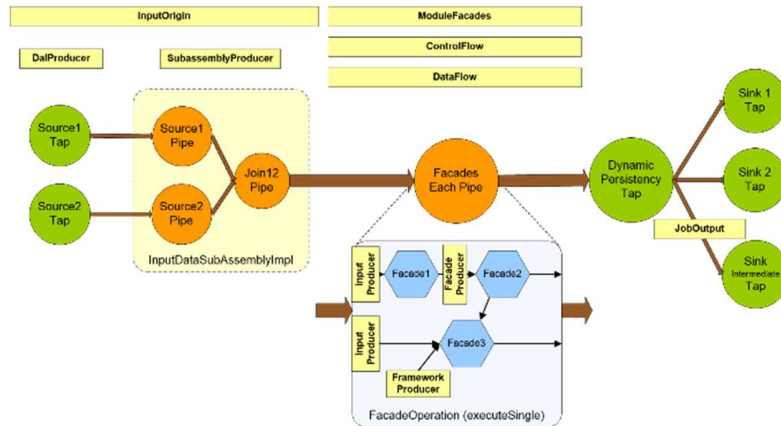 InputOrigin
ModuleFacades
ControlFlow
DalProducer
SubassemblyProducer
DataFlow
Source1
Tap
Source1
Pipe
Join12
Pipe
Source2
Tap
Source2
Pipe
InputDataSubAssemblyImpl
Facades
Each Pipe
Dynamic
Persistency
Tap
Sink 1
Tap
Sink 2
Tap
JobOutput
Sink
Intermediate
Tap
Input
Producer
Facade1
Facade
Producer
Facade2
Input
Producer
Facade3
Framework
Producer
FacadeOperation (executeSingle)